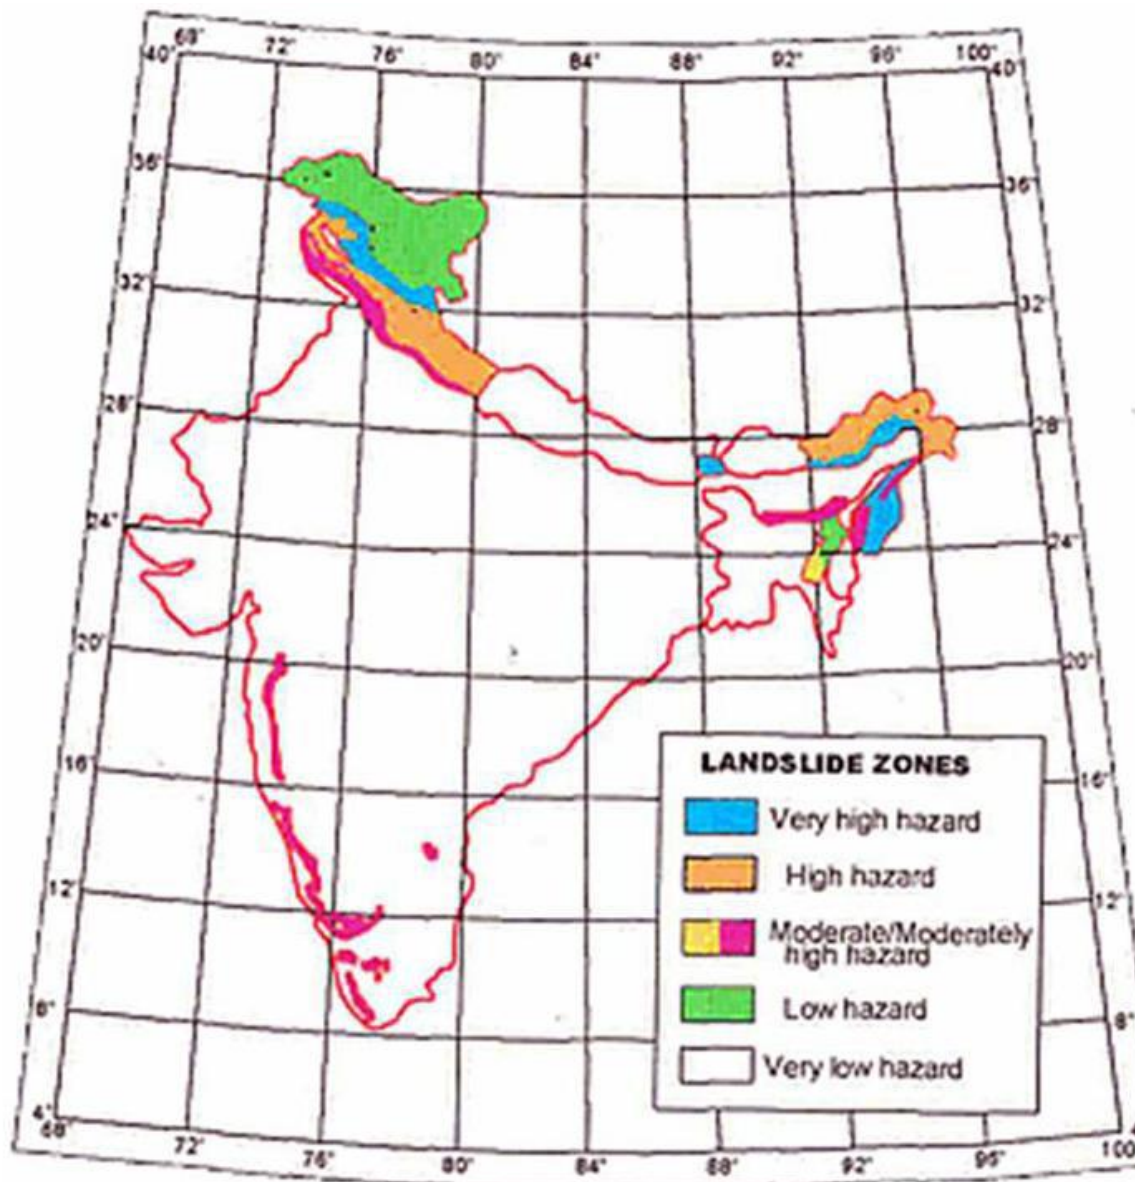 68° 72° 76° 80° 84° 88° 92° 96° 100°
40° 40°
36° 36°
32° 32°
28° 28°
24° 24°
20° 20°
16° 16°
12° 12°
8° 8°
4° 4
68° 72° 76° 80° 84° 88° 92° 96° 100
LANDSLIDE ZONES
Very high hazard
High hazard
Moderate/Moderately
high hazard
Low hazard
Very low hazard